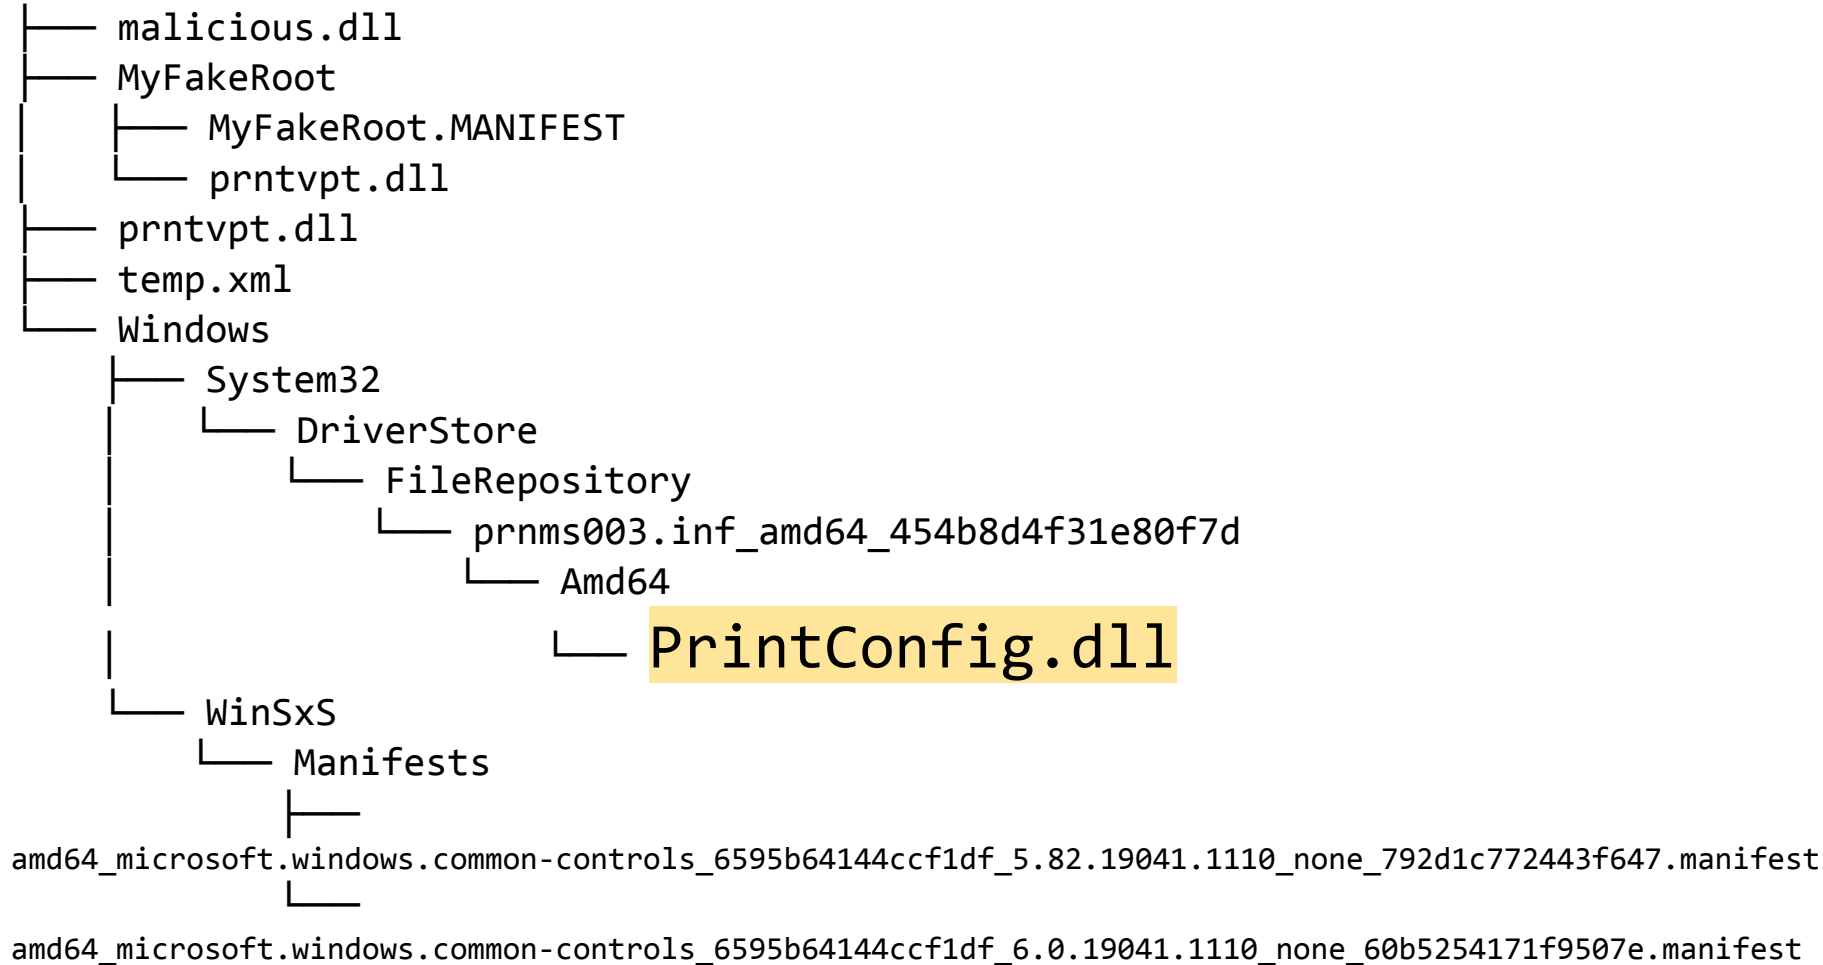 ├── malicious.dll
├── MyFakeRoot
│   ├── MyFakeRoot.MANIFEST
│   └── prntvpt.dll
├── prntvpt.dll
├── temp.xml
└── Windows
    ├── System32
    │   └── DriverStore
    │       └── FileRepository
    │           └── prnms003.inf_amd64_454b8d4f31e80f7d
    │               └── Amd64
    │                   └── PrintConfig.dll
    └── WinSxS
        └── Manifests
            ├──
amd64_microsoft.windows.common-controls_6595b64144ccf1df_5.82.19041.1110_none_792d1c772443f647.manifest
            └──
amd64_microsoft.windows.common-controls_6595b64144ccf1df_6.0.19041.1110_none_60b5254171f9507e.manifest